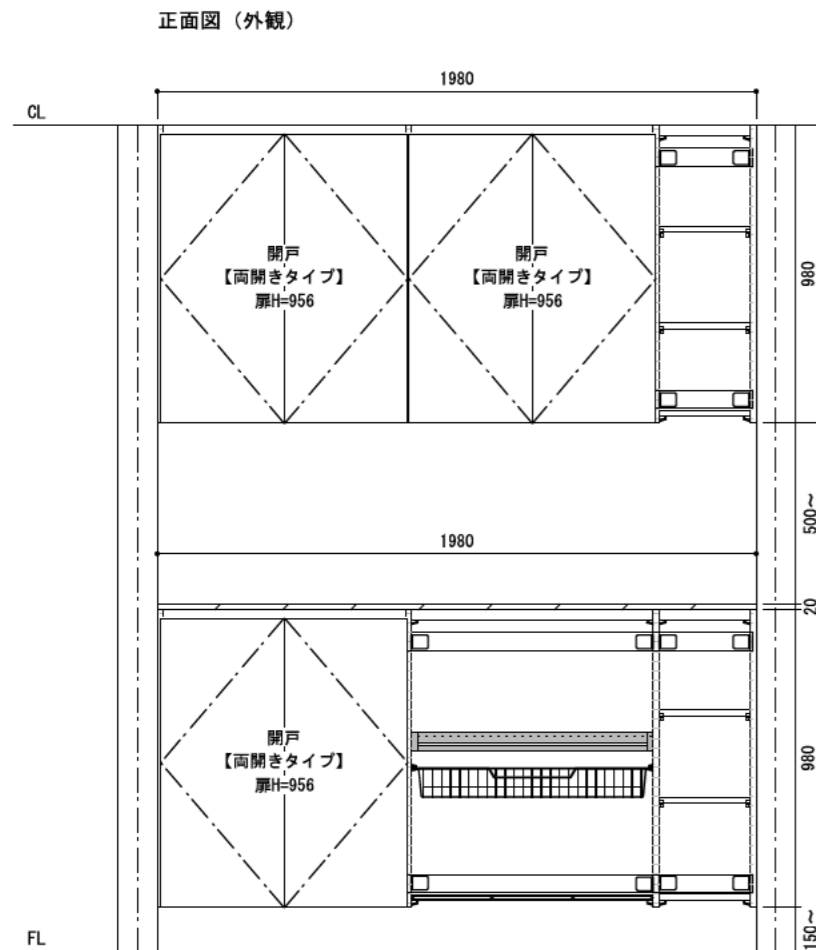 正面図（外観）
1980
CL
開戸
【両開きタイプ】
扉H=956
開戸
【両開きタイプ】
扉H=956
980
500～
1980
20
開戸
【両開きタイプ】
扉H=956
980
150～
FL